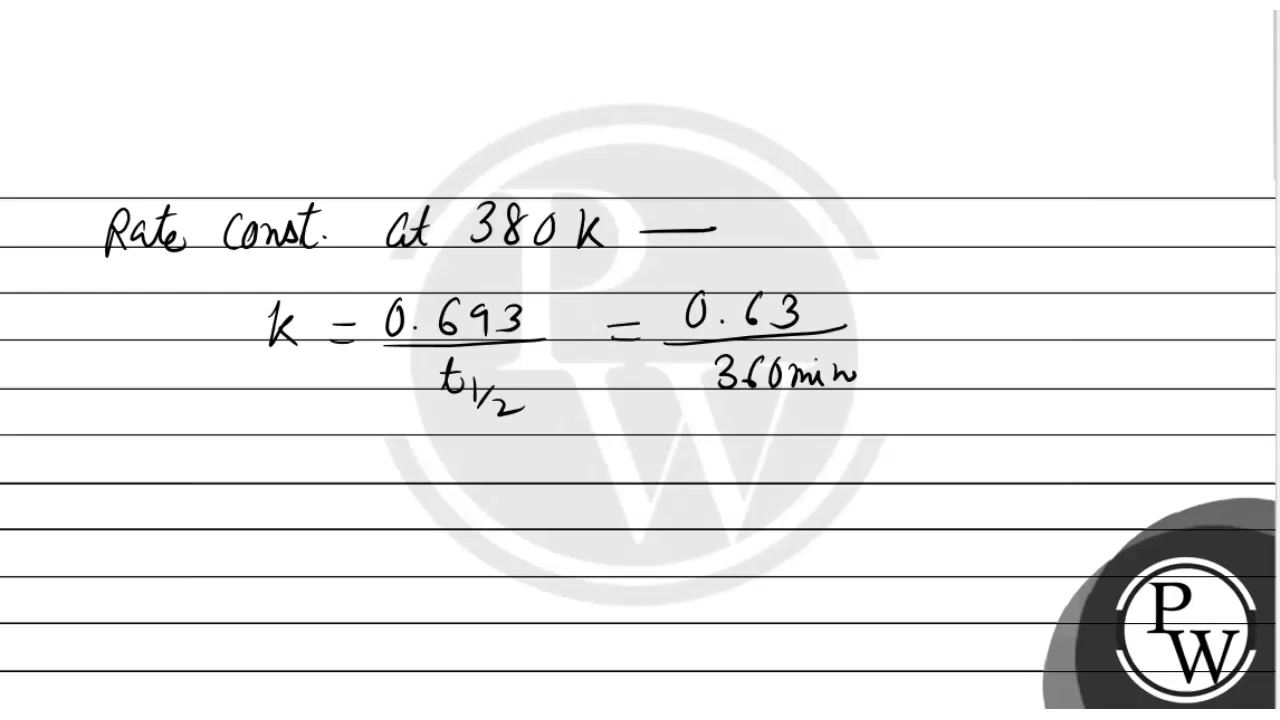 Rate const. at 380 K —
k = 0.693 / t1/2 = 0.63 / 360 min
P
W
P
W